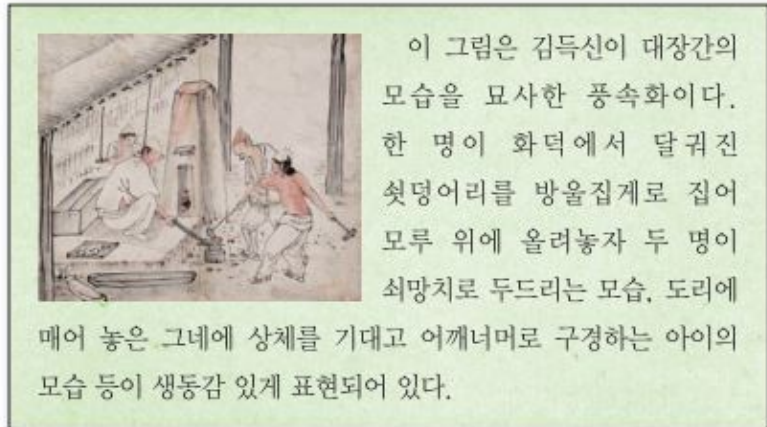 이 그림은 김득신이 대장간의
모습을 묘사한 풍속화이다.
한 명이 화덕에서 달궈진
쇳덩어리를 방울집게로 집어
모루 위에 올려놓자 두 명이
쇠망치로 두드리는 모습, 도리에
매어 놓은 그네에 상체를 기대고 어깨너머로 구경하는 아이의
모습 등이 생동감 있게 표현되어 있다.